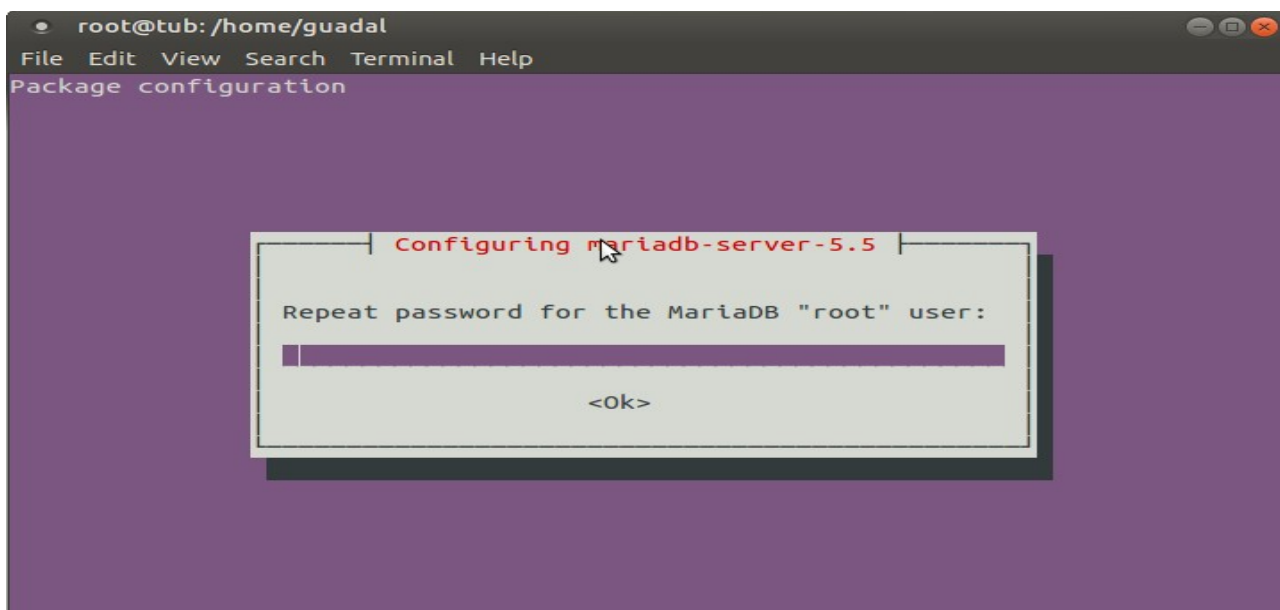 root@tub: /home/guadal
File Edit View Search Terminal Help
Package configuration
Configuring mariadb-server-5.5
Repeat password for the MariaDB "root" user:
<Ok>